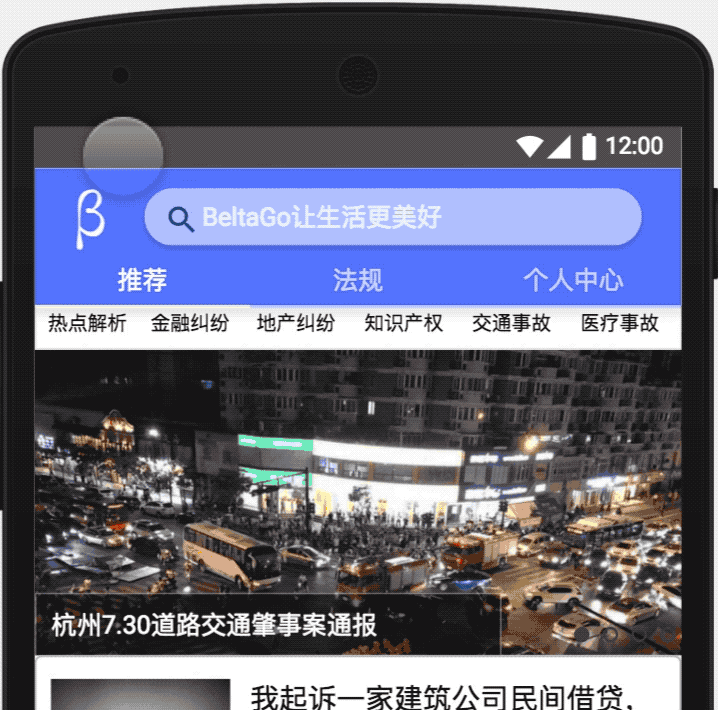 12:00
β
BeltaGo让生活更美好
推荐 法规 个人中心
热点解析 金融纠纷 地产纠纷 知识产权 交通事故 医疗事故
杭州7.30道路交通肇事案通报
我起诉一家建筑公司民间借贷，